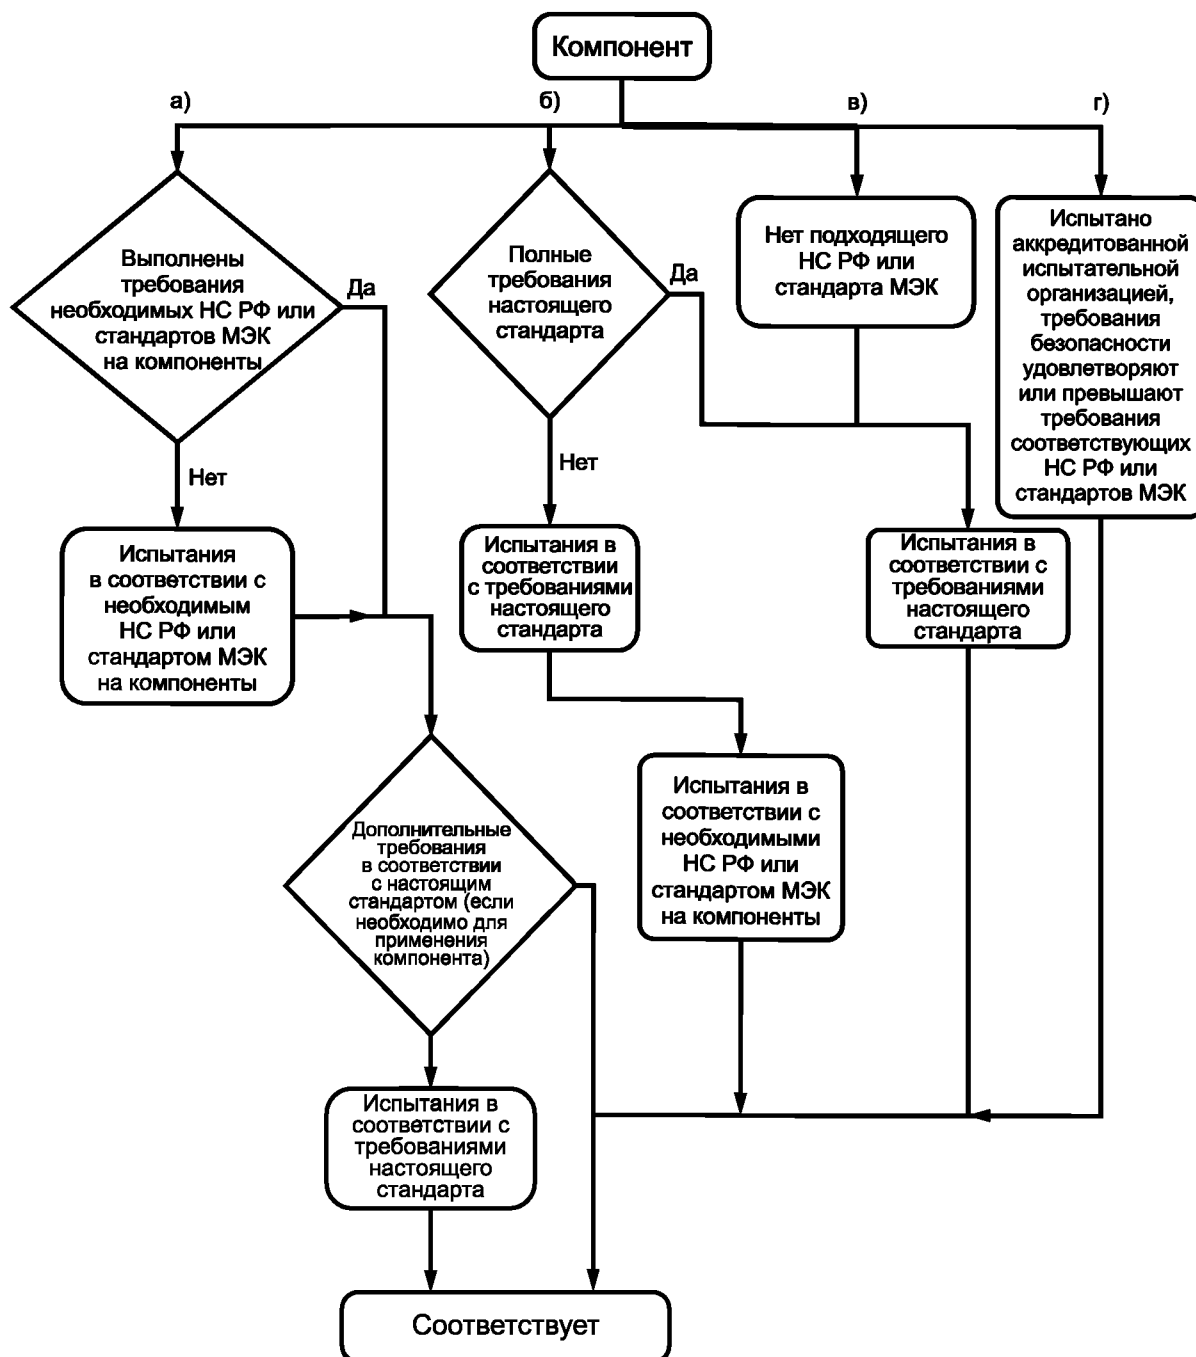 Компонент
а)
б)
в)
г)
Выполнены
требования
необходимых НС РФ или
стандартов МЭК
на компоненты
Да
Полные
требования
настоящего
стандарта
Да
Нет подходящего
НС РФ или
стандарта МЭК
Испытано
аккредитованной
испытательной
организацией,
требования
безопасности
удовлетворяют
или превышают
требования
соответствующих
НС РФ или
стандартов МЭК
Нет
Нет
Испытания
в соответствии с
необходимым
НС РФ или
стандартом МЭК
на компоненты
Испытания в
соответствии
с требованиями
настоящего
стандарта
Испытания в
соответствии с
требованиями
настоящего
стандарта
Дополнительные
требования
в соответствии
с настоящим
стандартом (если
необходимо для
применения
компонента)
Испытания в
соответствии с
необходимыми
НС РФ или
стандартом МЭК
на компоненты
Испытания в
соответствии с
требованиями
настоящего
стандарта
Соответствует